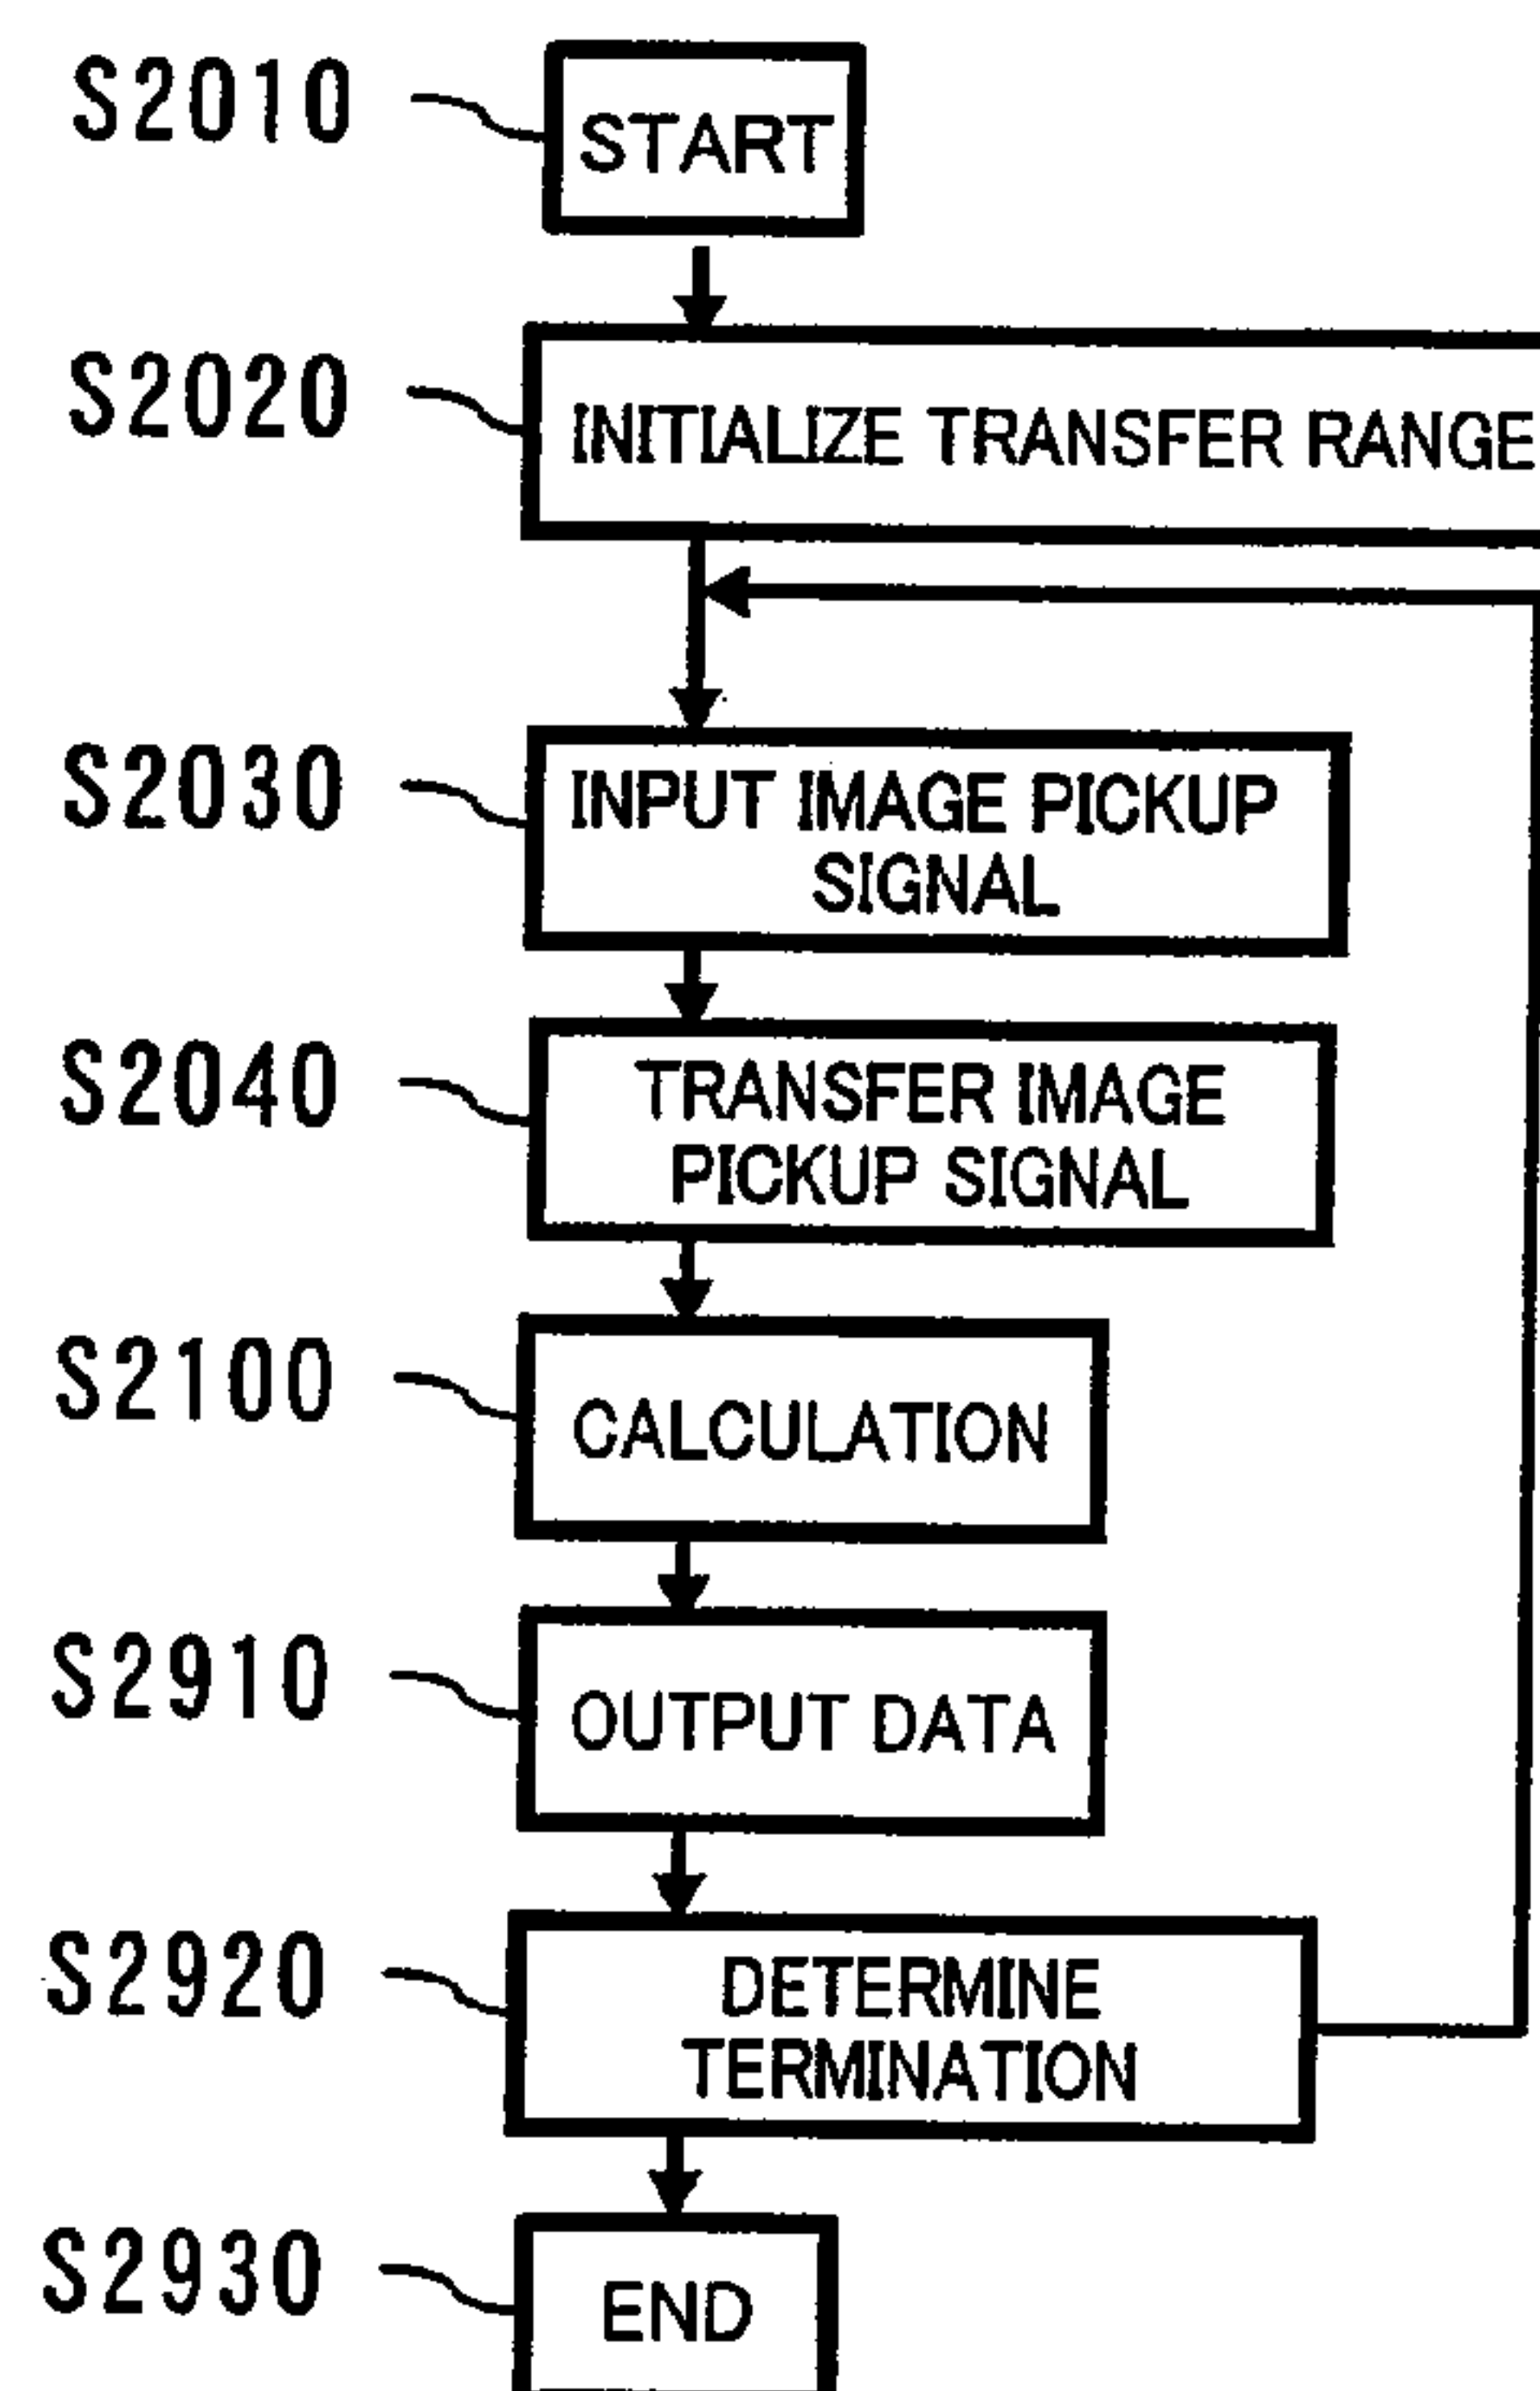 S2010
START
S2020
INITIALIZE TRANSFER RANGE
S2030
INPUT IMAGE PICKUP
SIGNAL
S2040
TRANSFER IMAGE
PICKUP SIGNAL
S2100
CALCULATION
S2910
OUTPUT DATA
S2920
DETERMINE
TERMINATION
S2930
END